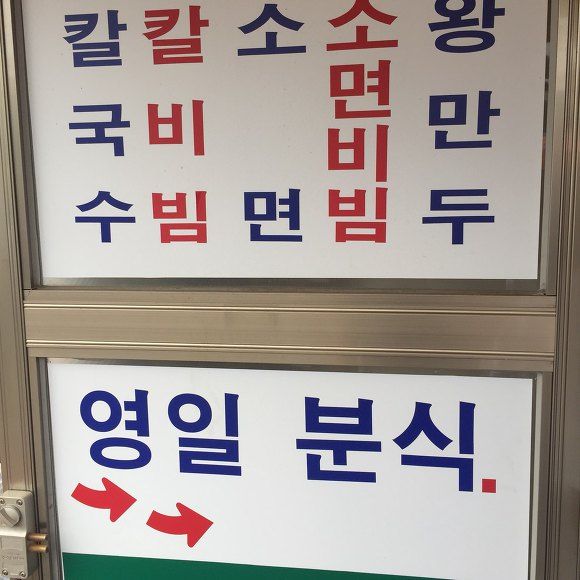 칼국수
칼비빔
소면
소면비빔
왕만두
영일 분식.